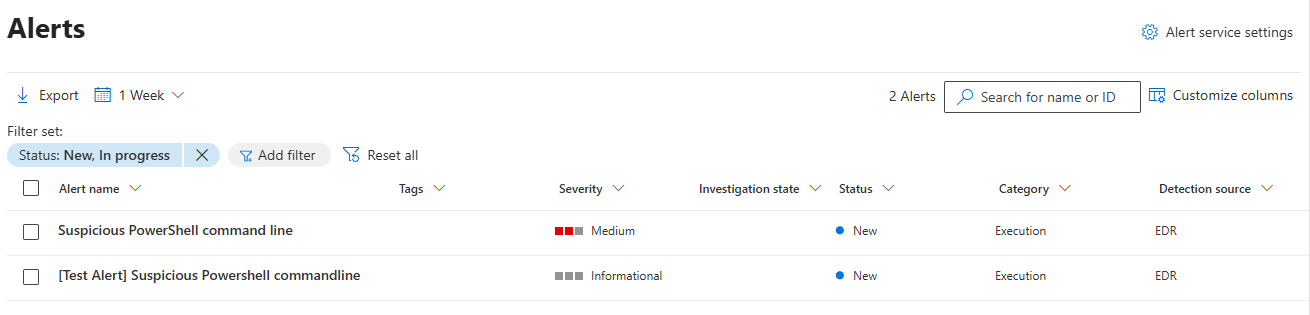 Alerts
Alert service settings
Export 1 Week 2 Alerts Search for name or ID Customize columns
Filter set:
Status: New, In progress Add filter Reset all
Alert name Tags Severity Investigation state Status Category Detection source
Suspicious PowerShell command line Medium New Execution EDR
[Test Alert] Suspicious Powershell commandline Informational New Execution EDR